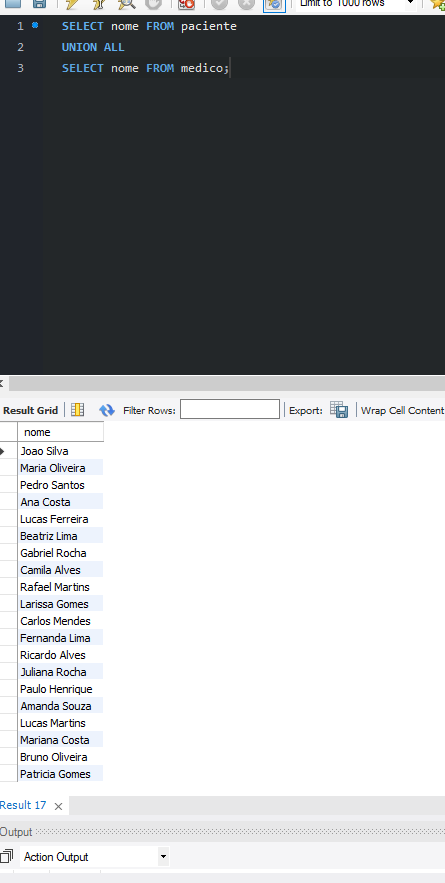 Limit to 1000 rows
1 SELECT nome FROM paciente
2 UNION ALL
3 SELECT nome FROM medico;
Result Grid Filter Rows: Export: Wrap Cell Content
nome
Joao Silva
Maria Oliveira
Pedro Santos
Ana Costa
Lucas Ferreira
Beatriz Lima
Gabriel Rocha
Camila Alves
Rafael Martins
Larissa Gomes
Carlos Mendes
Fernanda Lima
Ricardo Alves
Juliana Rocha
Paulo Henrique
Amanda Souza
Lucas Martins
Mariana Costa
Bruno Oliveira
Patricia Gomes
Result 17
Output
Action Output